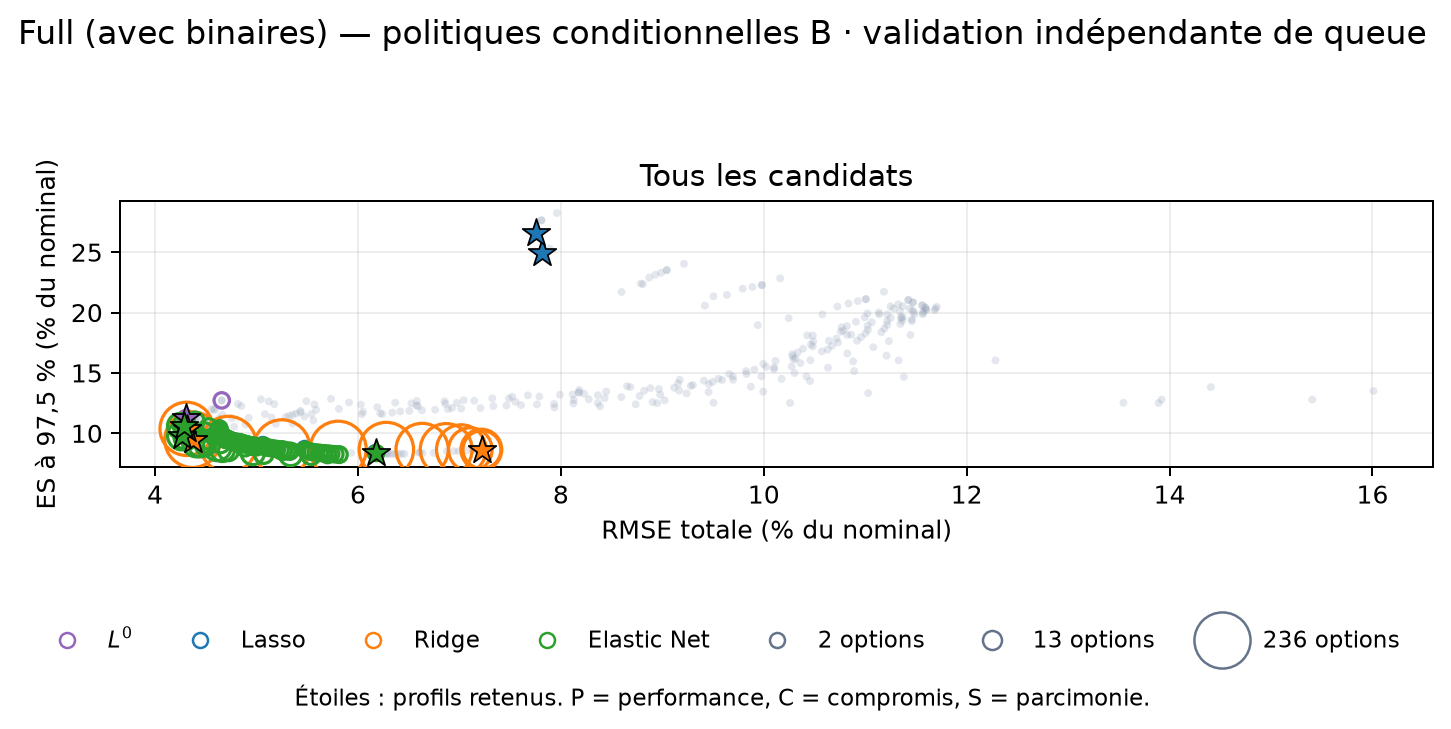 Full (avec binaires) — politiques conditionnelles B · validation indépendante de queue
Tous les candidats
ES à 97,5 % (% du nominal)
25
20
15
10
4 6 8 10 12 14 16
RMSE totale (% du nominal)
L⁰ Lasso Ridge Elastic Net 2 options 13 options 236 options
Étoiles : profils retenus. P = performance, C = compromis, S = parcimonie.